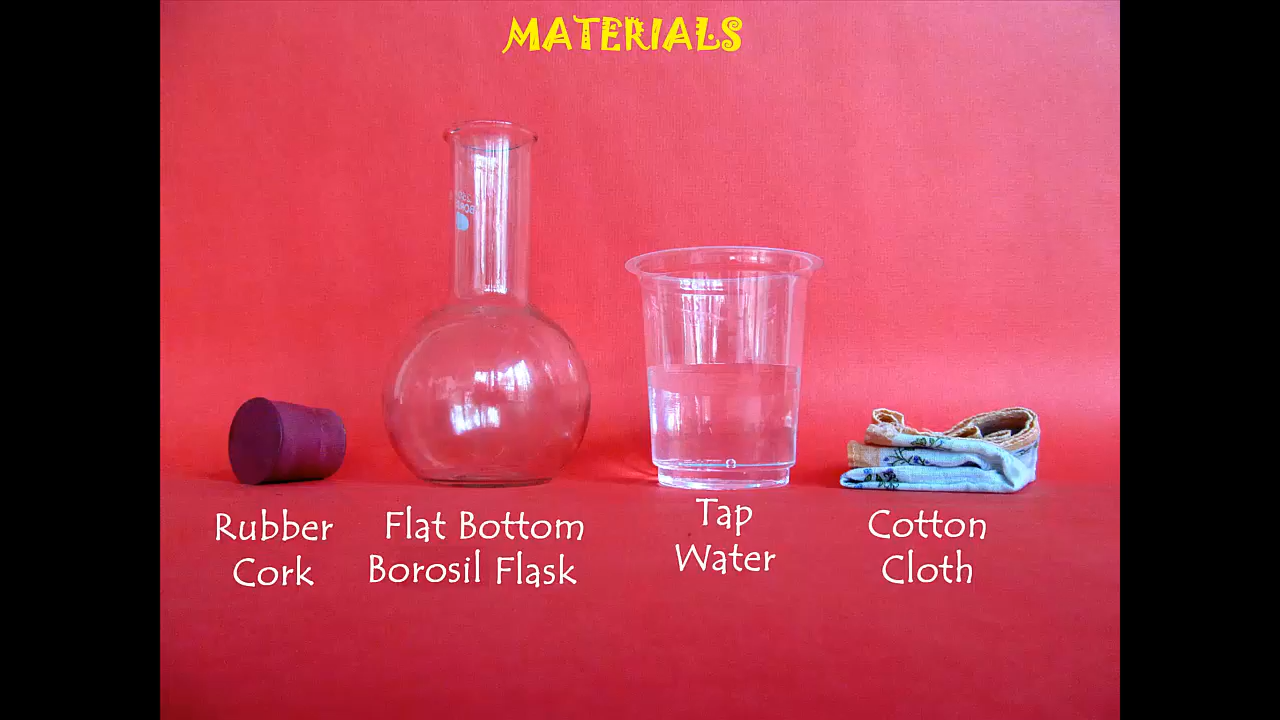 MATERIALS
Rubber
Cork
Flat Bottom
Borosil Flask
Tap
Water
Cotton
Cloth